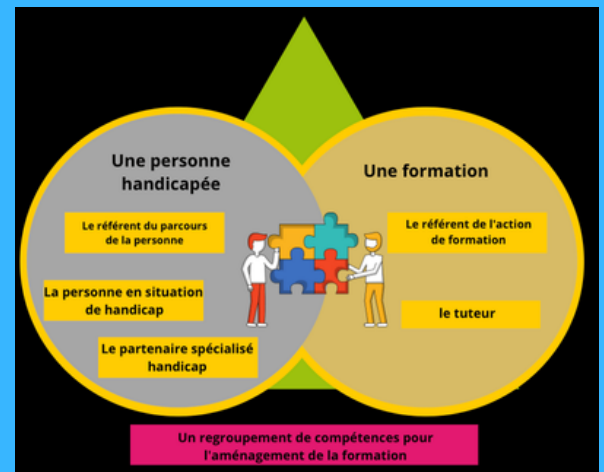 Une personne
handicapée
Le référent du parcours
de la personne
La personne en situation
de handicap
Le partenaire spécialisé
handicap
Une formation
Le référent de l'action
de formation
le tuteur
Un regroupement de compétences pour
l'aménagement de la formation